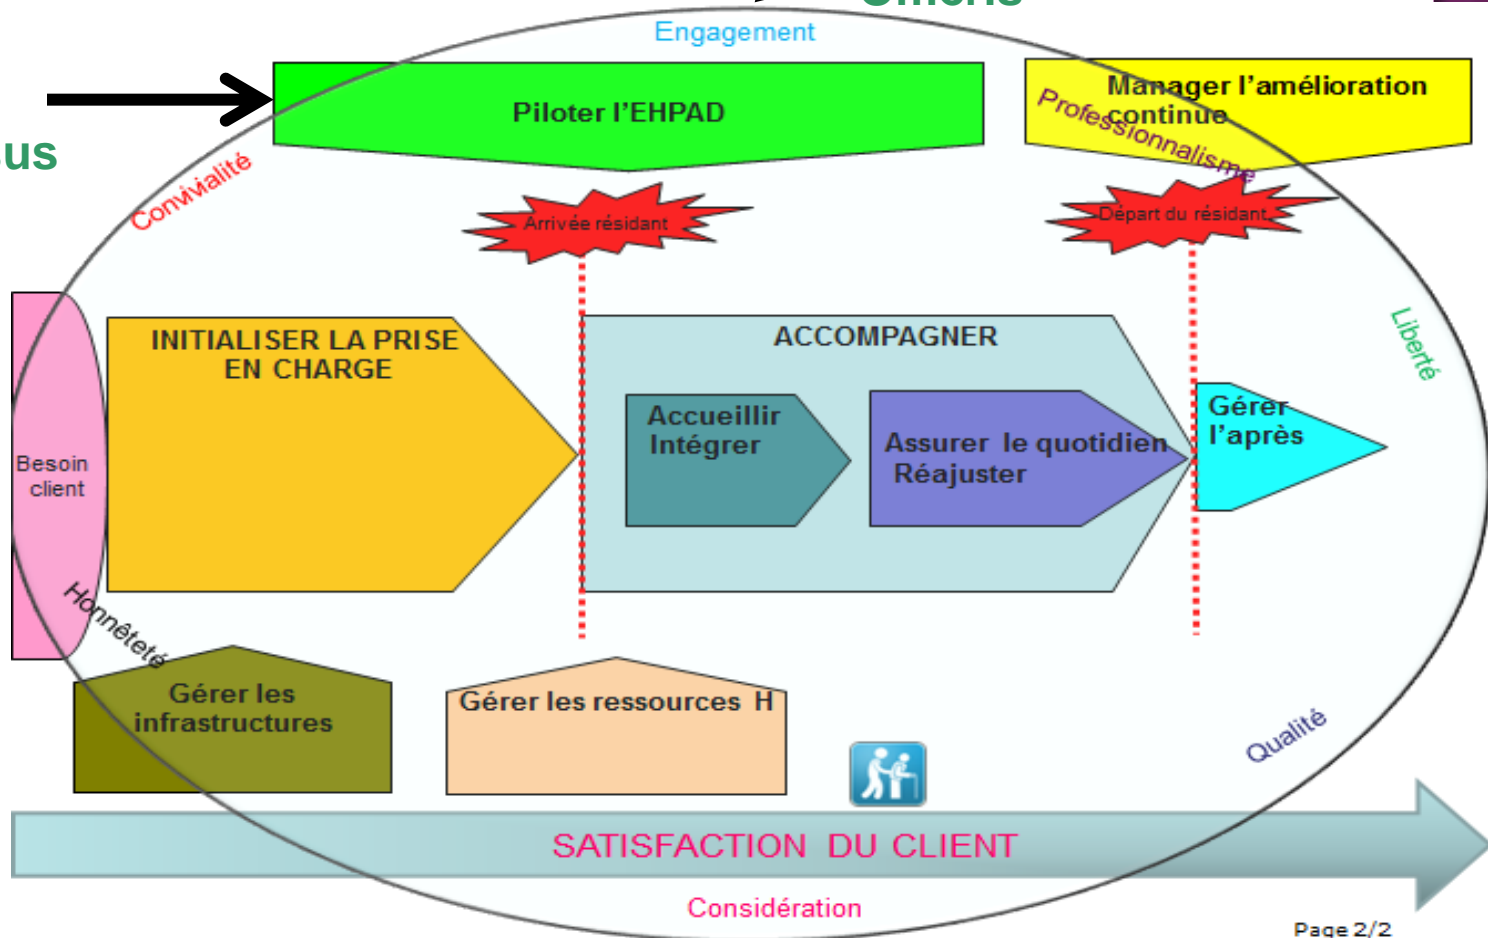 Engagement
Piloter l'EHPAD
Manager l'amélioration
continue
Professionnalisme
Convivialité
Arrivée résidant
Départ du résidant
Liberté
INITIALISER LA PRISE
EN CHARGE
ACCOMPAGNER
Accueillir
Intégrer
Assurer le quotidien
Réajuster
Gérer
l'après
Besoin
client
Honnêteté
Gérer les
infrastructures
Gérer les ressources H
Qualité
SATISFACTION DU CLIENT
Considération
Page 2/2